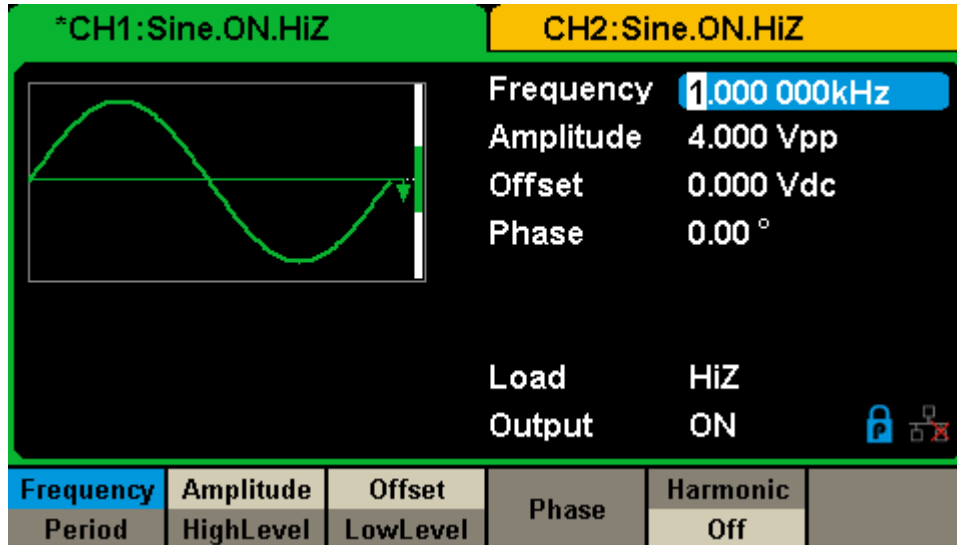 *CH1:Sine.ON.HiZ CH2:Sine.ON.HiZ
Frequency 1.000 000kHz
Amplitude 4.000 Vpp
Offset 0.000 Vdc
Phase 0.00 °
Load HiZ
Output ON
P
Frequency Amplitude Offset Phase Harmonic
Period HighLevel LowLevel Off